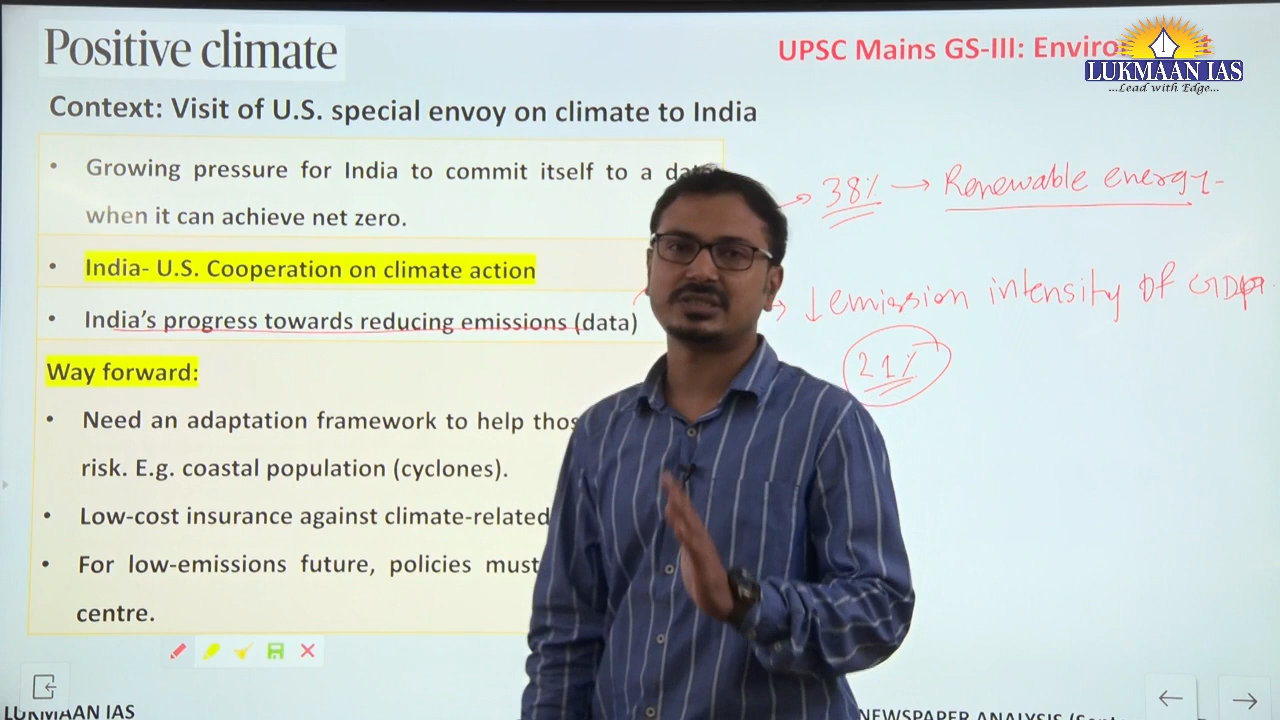 Positive climate
UPSC Mains GS-III: Enviro
LUKMAAN IAS
...Lead with Edge...
Context: Visit of U.S. special envoy on climate to India
• Growing pressure for India to commit itself to a
when it can achieve net zero.
• India- U.S. Cooperation on climate action
• India's progress towards reducing emissions (data)
Way forward:
• Need an adaptation framework to help
risk. E.g. coastal population (cyclones).
• Low-cost insurance against climate-related
• For low-emissions future, policies must
centre.
38% → Renewable energy
↓ emission intensity of GDP
21%
LUKMAAN IAS
NEWSPAPER ANALYSIS